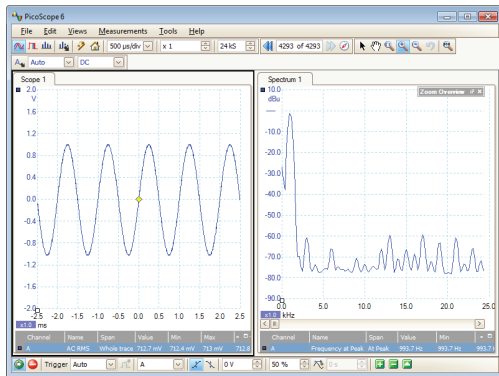 PicoScope 6
File Edit Views Measurements Tools Help
500 µs/div x 1 24 kS 4293 of 4293
A Auto DC
Scope 1
2.0
V
1.6
1.2
0.8
0.4
0.0
-0.4
-0.8
-1.2
-1.6
-2.0
-2.5 -2.0 -1.5 -1.0 -0.5 0.0 0.5 1.0 1.5 2.0 2.5
x1.0 ms
Channel Name Span Value Min Max
A AC RMS Whole trace 712.7 mV 712.4 mV 713 mV 712.8
Spectrum 1
10.0
dBu
Zoom Overview
-10.0
-20.0
-30.0
-40.0
-50.0
-60.0
-70.0
-80.0
-90.0
0.0 5.0 10.0 15.0 20.0 25.0
x1.0 kHz
Channel Name Span Value Min
A Frequency at Peak At Peak 993.7 Hz 993.7 Hz 993.7
Trigger Auto A 0 V 50 % 0 s